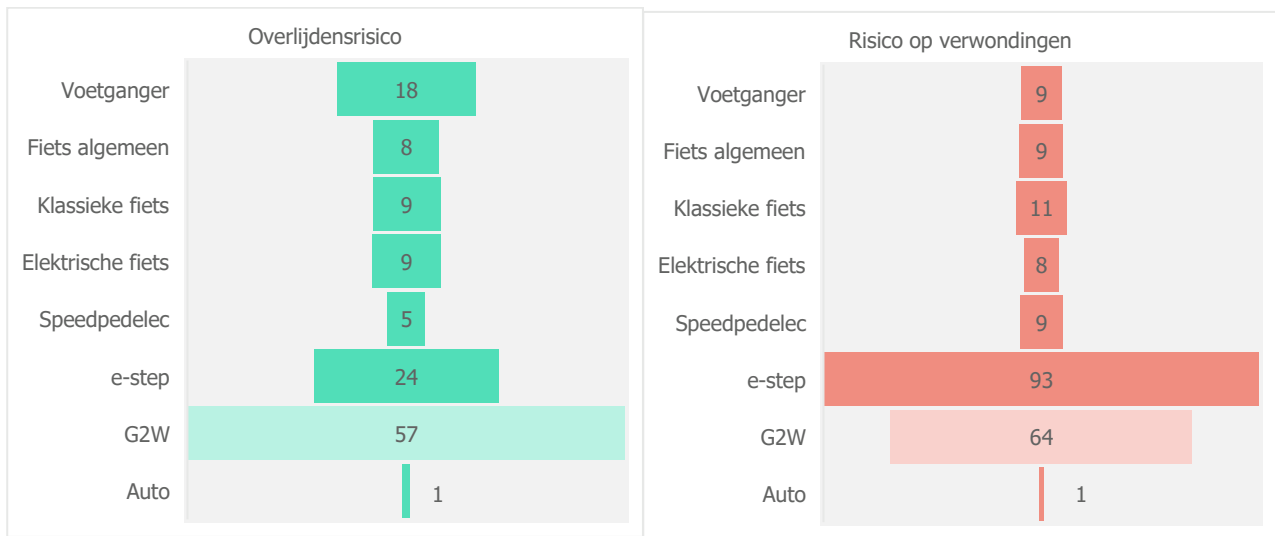 Overlijdensrisico
Voetganger 18
Fiets algemeen 8
Klassieke fiets 9
Elektrische fiets 9
Speedpedelec 5
e-step 24
G2W 57
Auto 1
Risico op verwondingen
Voetganger 9
Fiets algemeen 9
Klassieke fiets 11
Elektrische fiets 8
Speedpedelec 9
e-step 93
G2W 64
Auto 1